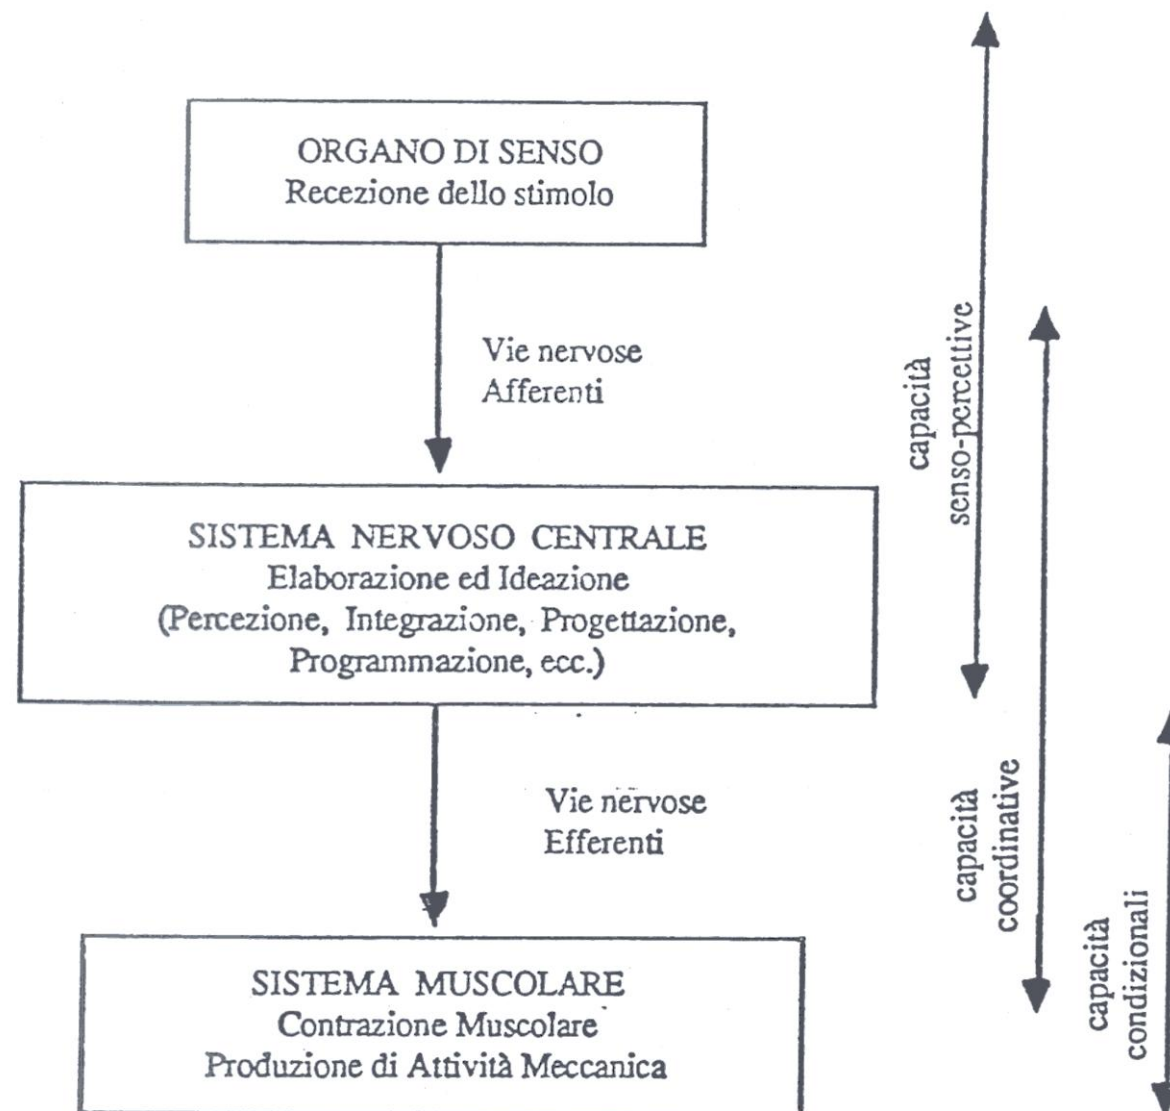 ORGANO DI SENSO
Recezione dello stimolo
Vie nervose
Afferenti
SISTEMA NERVOSO CENTRALE
Elaborazione ed Ideazione
(Percezione, Integrazione, Progettazione,
Programmazione, ecc.)
Vie nervose
Efferenti
SISTEMA MUSCOLARE
Contrazione Muscolare
Produzione di Attività Meccanica
capacità
senso-percettive
capacità
coordinative
capacità
condizionali